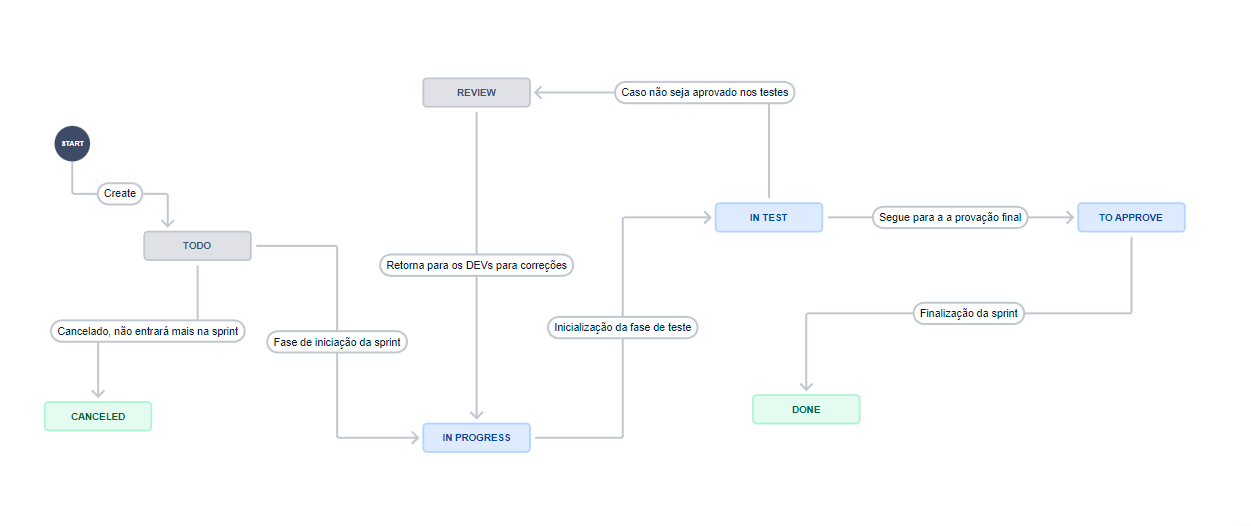 REVIEW
Caso não seja aprovado nos testes
START
Create
TODO
IN TEST
Segue para a a provação final
TO APPROVE
Retorna para os DEVs para correções
Cancelado, não entrará mais na sprint
Fase de iniciação da sprint
Inicialização da fase de teste
Finalização da sprint
CANCELED
IN PROGRESS
DONE